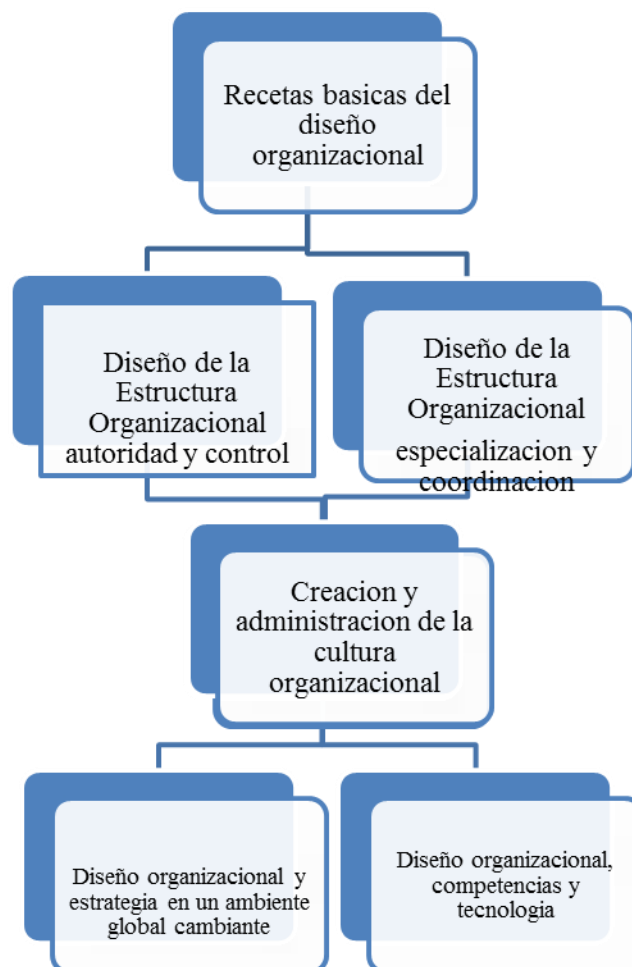 Recetas basicas del
diseño
organizacional
Diseño de la
Estructura
Organizacional
autoridad y control
Diseño de la
Estructura
Organizacional
especializacion y
coordinacion
Creacion y
administracion de la
cultura
organizacional
Diseño organizacional y
estrategia en un ambiente
global cambiante
Diseño organizacional,
competencias y
tecnologia